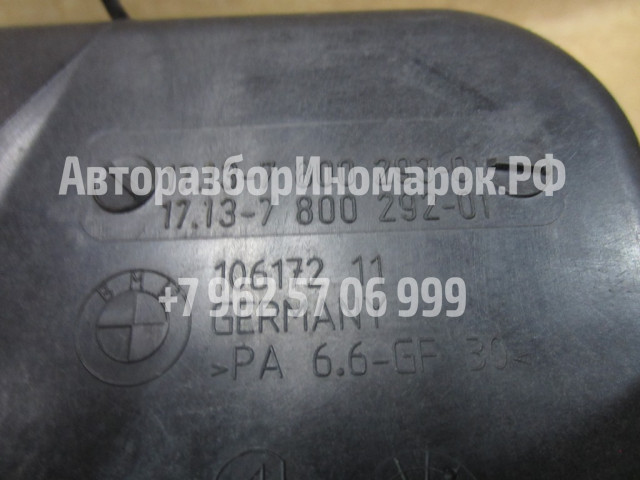 АвторазборИномарок.РФ
17.13-7 800 292-01
106172 11
+7 962 57 06 999
BMW
GERMANY
>PA 6.6-GF 30<